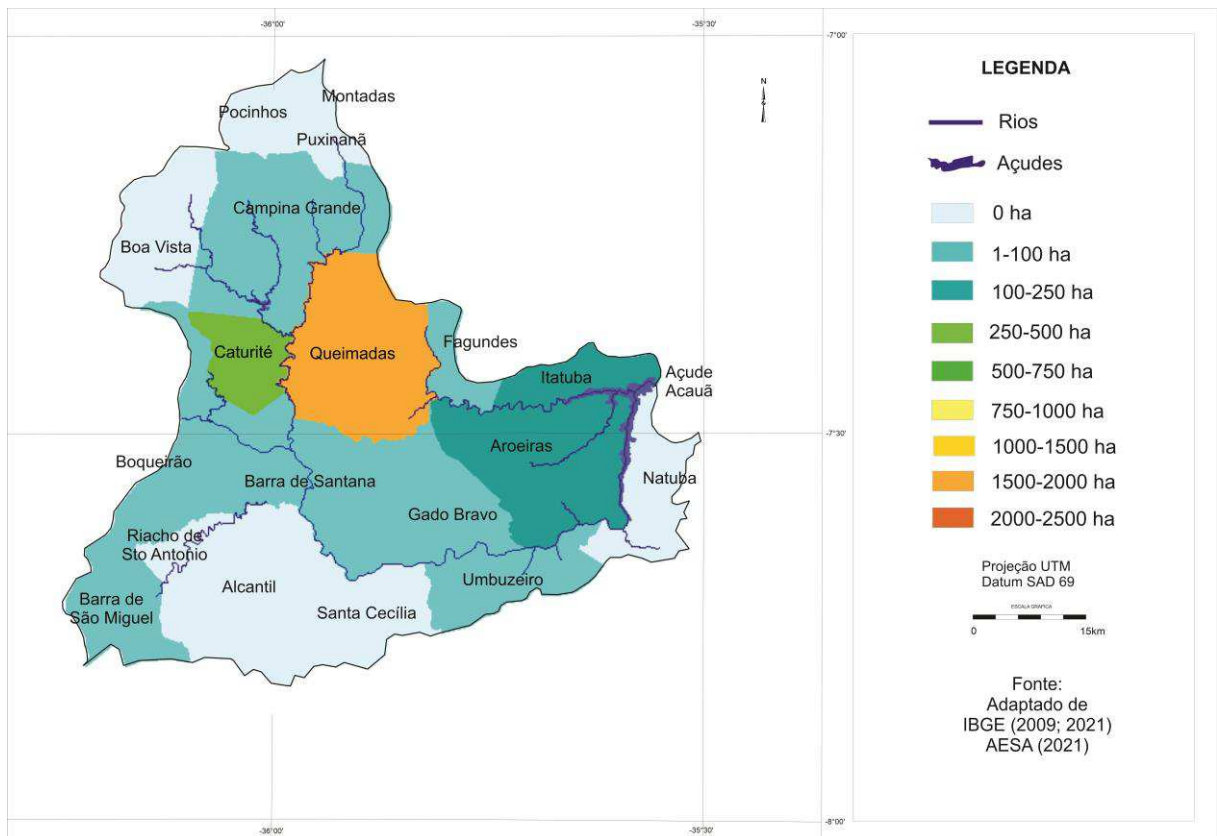 -36°00'
-35°30'
-7°00'
Montadas
Pocinhos
Puxinanã
Campina Grande
Boa Vista
Caturité
Queimadas
Fagundes
Itatuba
Açude
Acauã
Aroeiras
-7°30'
Boqueirão
Barra de Santana
Natuba
Gado Bravo
Riacho de
Sto Antonio
Alcantil
Umbuzeiro
Barra de
São Miguel
Santa Cecília
-36°00'
-35°30'
-8°00'
N
LEGENDA
Rios
Açudes
0 ha
1-100 ha
100-250 ha
250-500 ha
500-750 ha
750-1000 ha
1000-1500 ha
1500-2000 ha
2000-2500 ha
Projeção UTM
Datum SAD 69
ESCALA GRÁFICA
0 15km
Fonte:
Adaptado de
IBGE (2009; 2021)
AESA (2021)